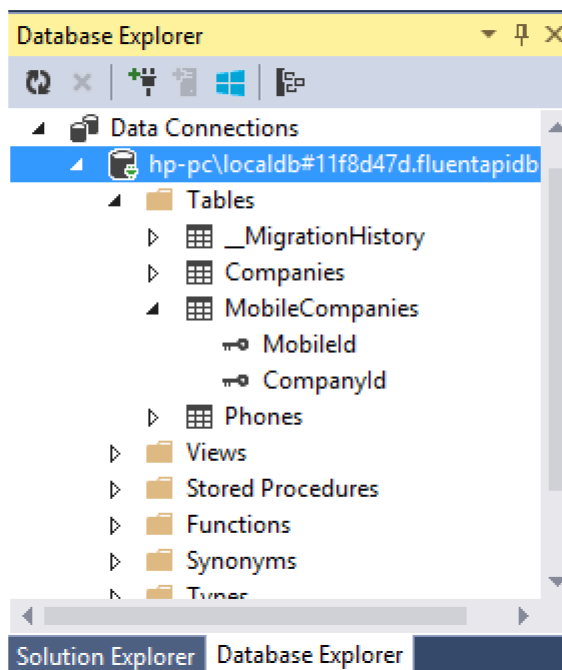 Database Explorer
Data Connections
hp-pc\localdb#11f8d47d.fluentapidb
Tables
__MigrationHistory
Companies
MobileCompanies
MobileId
CompanyId
Phones
Views
Stored Procedures
Functions
Synonyms
Types
Solution Explorer Database Explorer